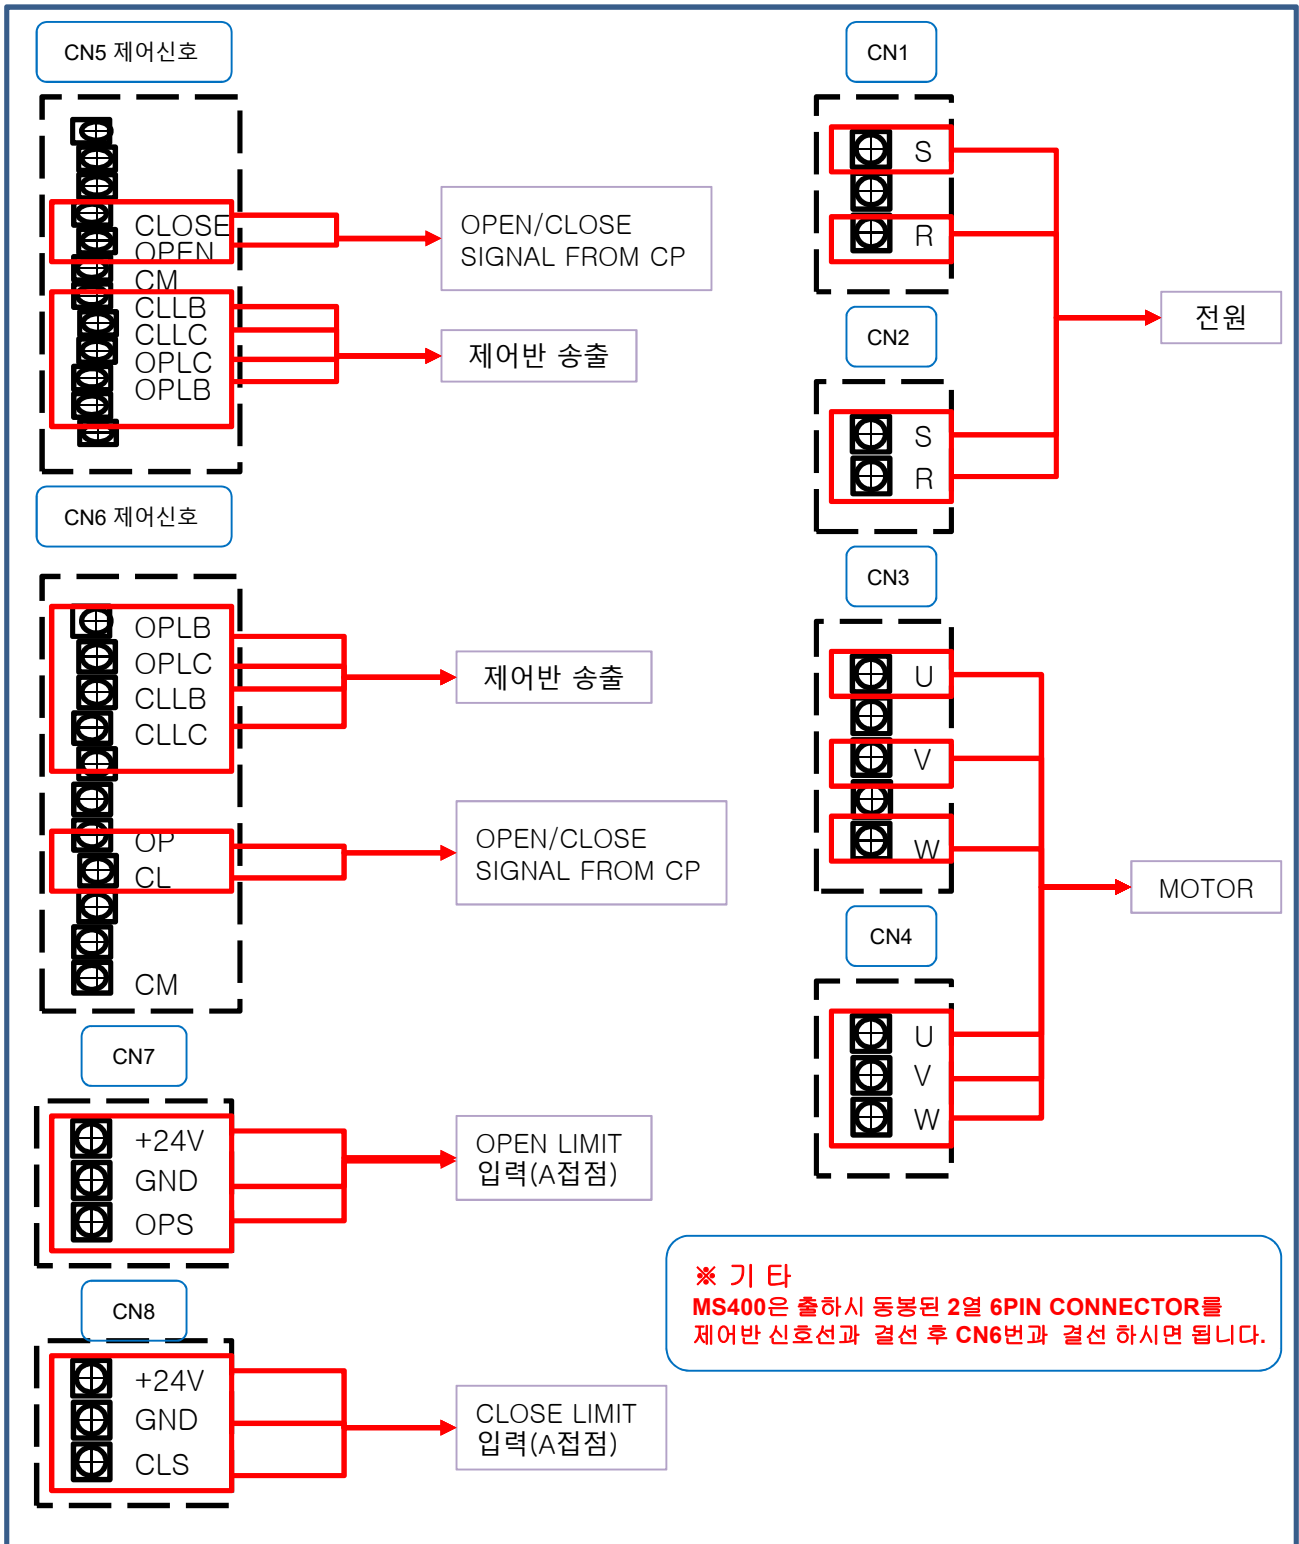 CN5 제어신호
CLOSE
OPEN
CM
CLLB
CLLC
OPLC
OPLB
OPEN/CLOSE
SIGNAL FROM CP
제어반 송출
CN6 제어신호
OPLB
OPLC
CLLB
CLLC
OP
CL
CM
제어반 송출
OPEN/CLOSE
SIGNAL FROM CP
CN7
+24V
GND
OPS
OPEN LIMIT
입력(A접점)
CN8
+24V
GND
CLS
CLOSE LIMIT
입력(A접점)
CN1
S
R
CN2
S
R
전원
CN3
U
V
W
CN4
U
V
W
MOTOR
※ 기 타
MS400은 출하시 동봉된 2열 6PIN CONNECTOR를
제어반 신호선과 결선 후 CN6번과 결선 하시면 됩니다.